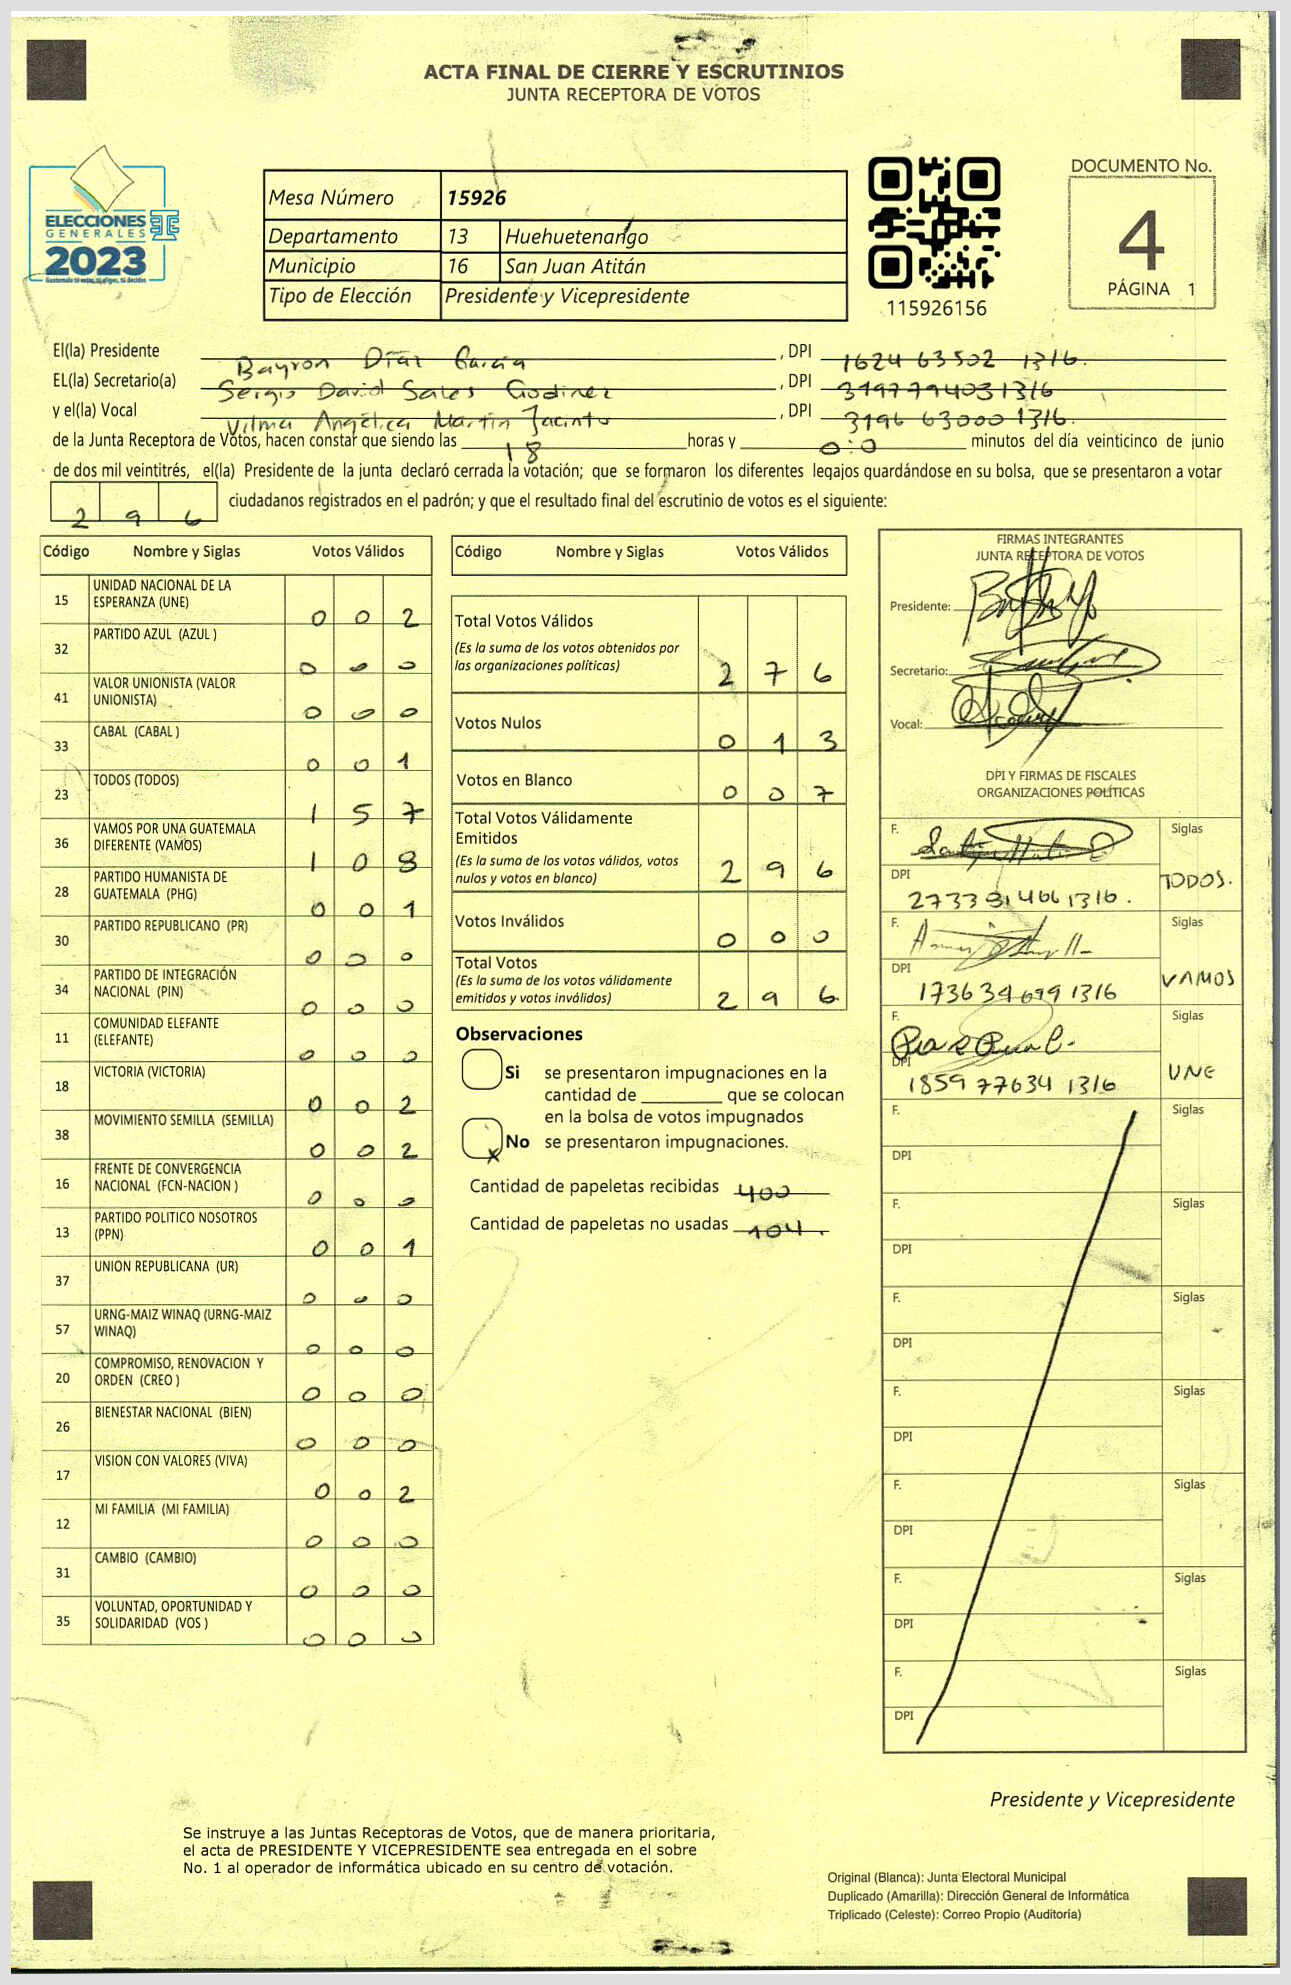 ACTA FINAL DE CIERRE Y ESCRUTINIOS
JUNTA RECEPTORA DE VOTOS
ELECCIONES
GENERALES
2023
Mesa Número 15926
Departamento 13 Huehuetenango
Municipio 16 San Juan Atitán
Tipo de Elección Presidente y Vicepresidente
115926156
DOCUMENTO No.
4
PÁGINA 1
El(la) Presidente Bayron Díaz García , DPI 1624 63502 1316.
EL(la) Secretario(a) Sergio David Sales Godinez , DPI 3197794031316
y el(la) Vocal Vilma Angélica Martín Jacinto , DPI 3196 63000 1316.
de la Junta Receptora de Votos, hacen constar que siendo las 18 horas y 0:0 minutos del día veinticinco de junio
de dos mil veintitrés, el(la) Presidente de la junta declaró cerrada la votación; que se formaron los diferentes legajos guardándose en su bolsa, que se presentaron a votar
2 9 6 ciudadanos registrados en el padrón; y que el resultado final del escrutinio de votos es el siguiente:
Código Nombre y Siglas Votos Válidos
15 UNIDAD NACIONAL DE LA ESPERANZA (UNE) 0 0 2
32 PARTIDO AZUL (AZUL ) 0 0 0
41 VALOR UNIONISTA (VALOR UNIONISTA) 0 0 0
33 CABAL (CABAL ) 0 0 1
23 TODOS (TODOS) 1 5 7
36 VAMOS POR UNA GUATEMALA DIFERENTE (VAMOS) 1 0 8
28 PARTIDO HUMANISTA DE GUATEMALA (PHG) 0 0 1
30 PARTIDO REPUBLICANO (PR) 0 0 0
34 PARTIDO DE INTEGRACIÓN NACIONAL (PIN) 0 0 0
11 COMUNIDAD ELEFANTE (ELEFANTE) 0 0 0
18 VICTORIA (VICTORIA) 0 0 2
38 MOVIMIENTO SEMILLA (SEMILLA) 0 0 2
16 FRENTE DE CONVERGENCIA NACIONAL (FCN-NACION ) 0 0 0
13 PARTIDO POLITICO NOSOTROS (PPN) 0 0 1
37 UNION REPUBLICANA (UR) 0 0 0
57 URNG-MAIZ WINAQ (URNG-MAIZ WINAQ) 0 0 0
20 COMPROMISO, RENOVACION Y ORDEN (CREO ) 0 0 0
26 BIENESTAR NACIONAL (BIEN) 0 0 0
17 VISION CON VALORES (VIVA) 0 0 2
12 MI FAMILIA (MI FAMILIA) 0 0 0
31 CAMBIO (CAMBIO) 0 0 0
35 VOLUNTAD, OPORTUNIDAD Y SOLIDARIDAD (VOS ) 0 0 0
Código Nombre y Siglas Votos Válidos
Total Votos Válidos 2 7 6
(Es la suma de los votos obtenidos por
las organizaciones políticas)
Votos Nulos 0 1 3
Votos en Blanco 0 0 7
Total Votos Válidamente
Emitidos 2 9 6
(Es la suma de los votos válidos, votos
nulos y votos en blanco)
Votos Inválidos 0 0 0
Total Votos 2 9 6
(Es la suma de los votos válidamente
emitidos y votos inválidos)
Observaciones
Si se presentaron impugnaciones en la
cantidad de ________ que se colocan
en la bolsa de votos impugnados
x No se presentaron impugnaciones.
Cantidad de papeletas recibidas 400
Cantidad de papeletas no usadas 104.
FIRMAS INTEGRANTES
JUNTA RECEPTORA DE VOTOS
Presidente:
Secretario:
Vocal:
DPI Y FIRMAS DE FISCALES
ORGANIZACIONES POLÍTICAS
F. Siglas
DPI TODOS.
F. Siglas
DPI VAMOS
173634699 1316
F. Siglas
DPI UNE
1859 77634 1316
F. Siglas
DPI
F. Siglas
DPI
F. Siglas
DPI
F. Siglas
DPI
F. Siglas
DPI
F. Siglas
DPI
F. Siglas
DPI
Presidente y Vicepresidente
Se instruye a las Juntas Receptoras de Votos, que de manera prioritaria,
el acta de PRESIDENTE Y VICEPRESIDENTE sea entregada en el sobre
No. 1 al operador de informática ubicado en su centro de votación.
Original (Blanca): Junta Electoral Municipal
Duplicado (Amarilla): Dirección General de Informática
Triplicado (Celeste): Correo Propio (Auditoría)